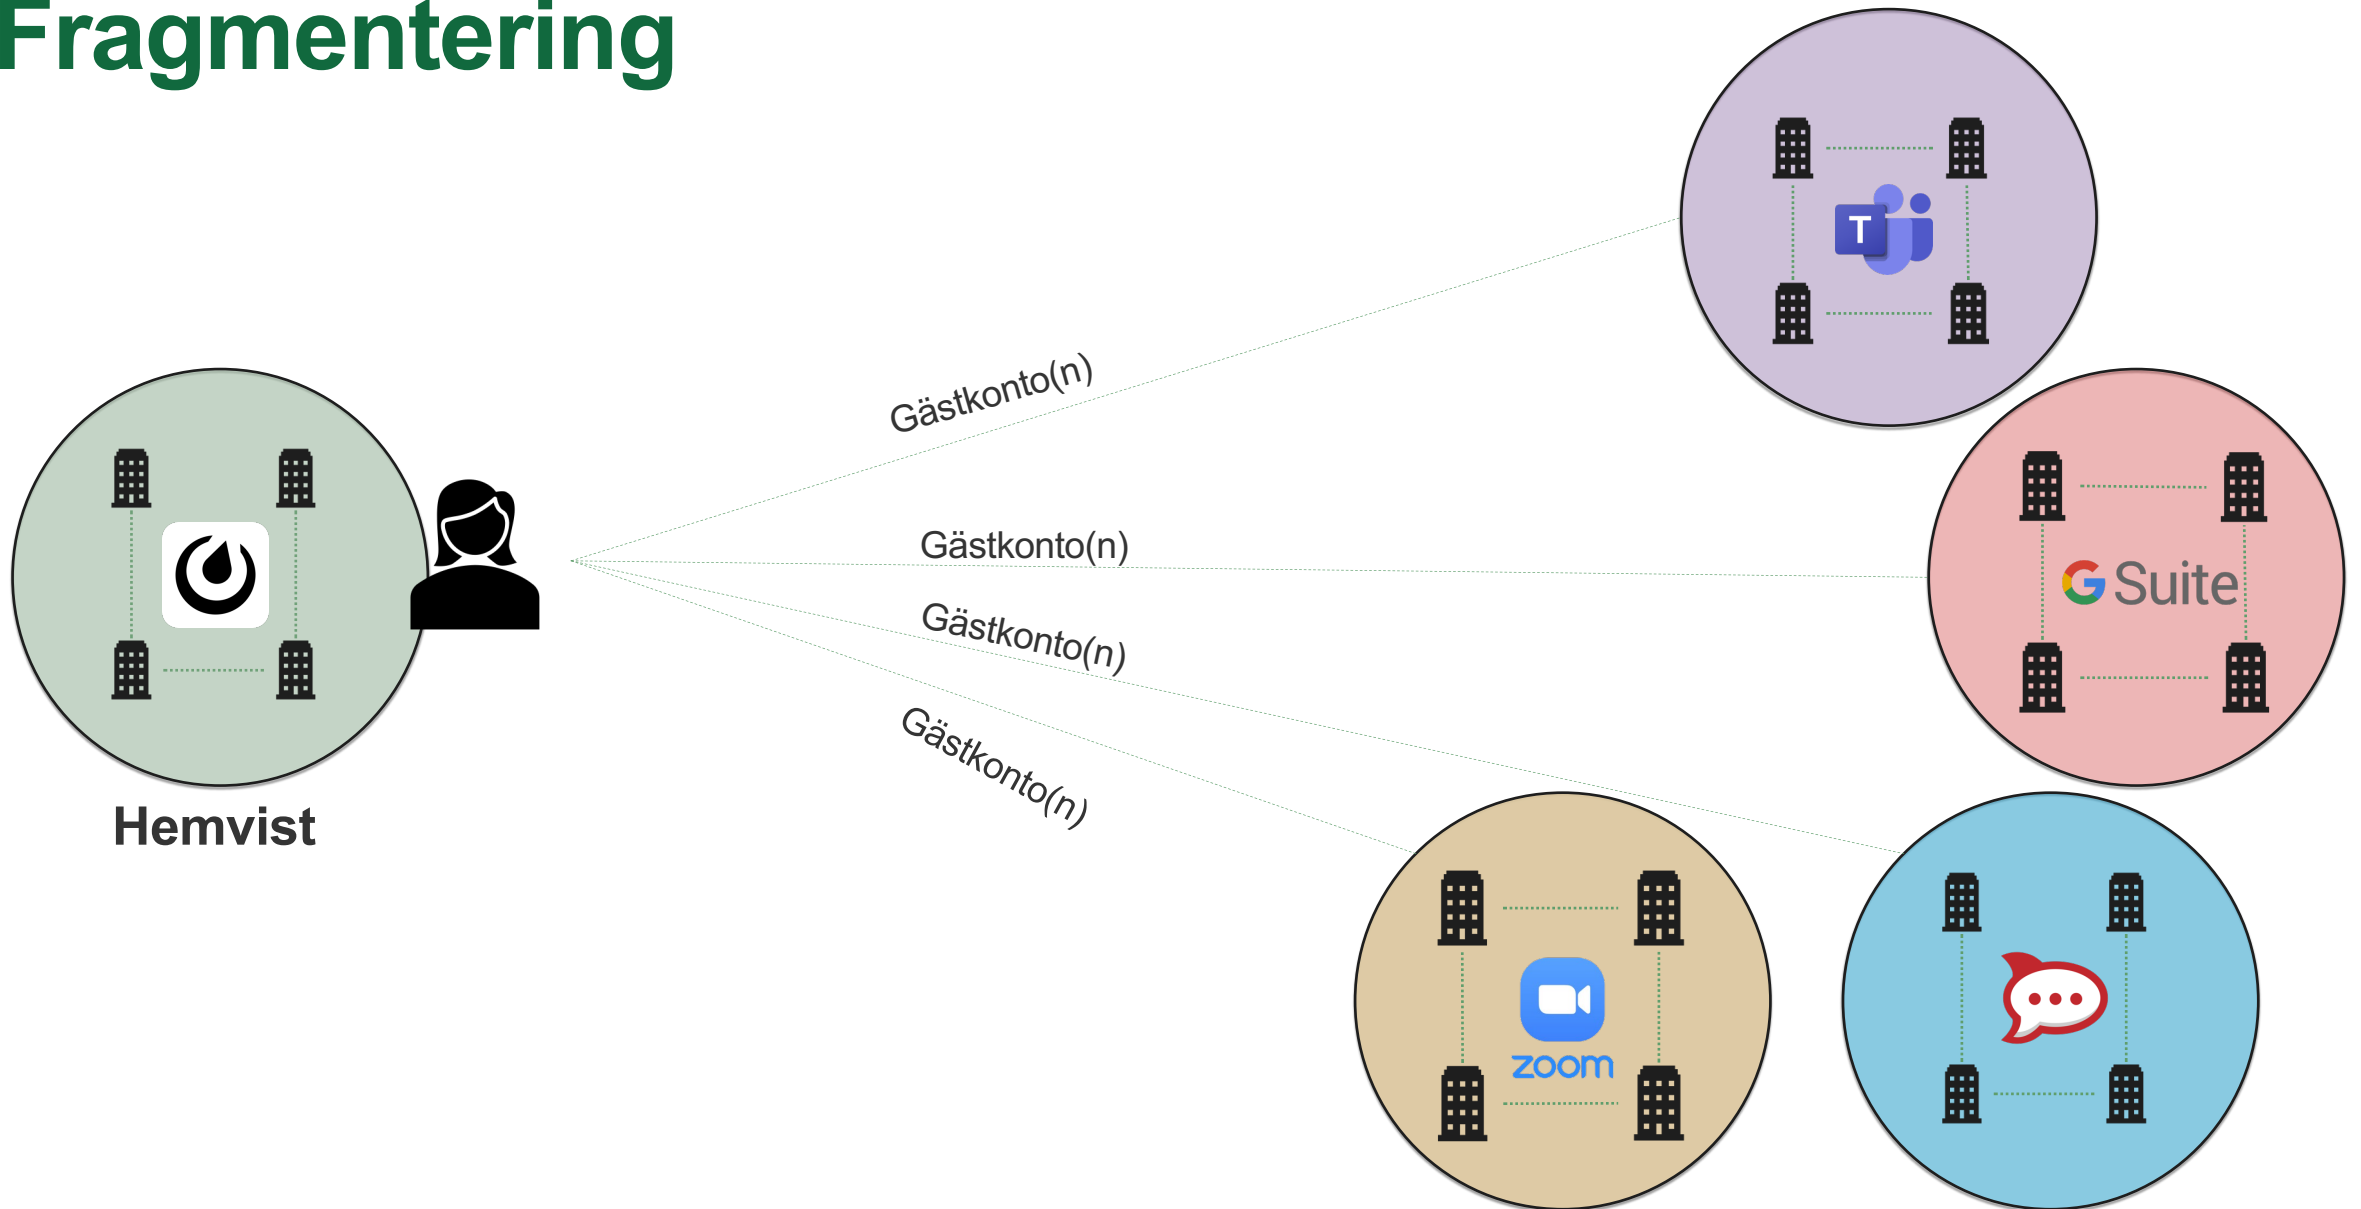 Fragmentering
T
Gästkonto(n)
Gästkonto(n)
G Suite
Gästkonto(n)
Gästkonto(n)
Hemvist
zoom